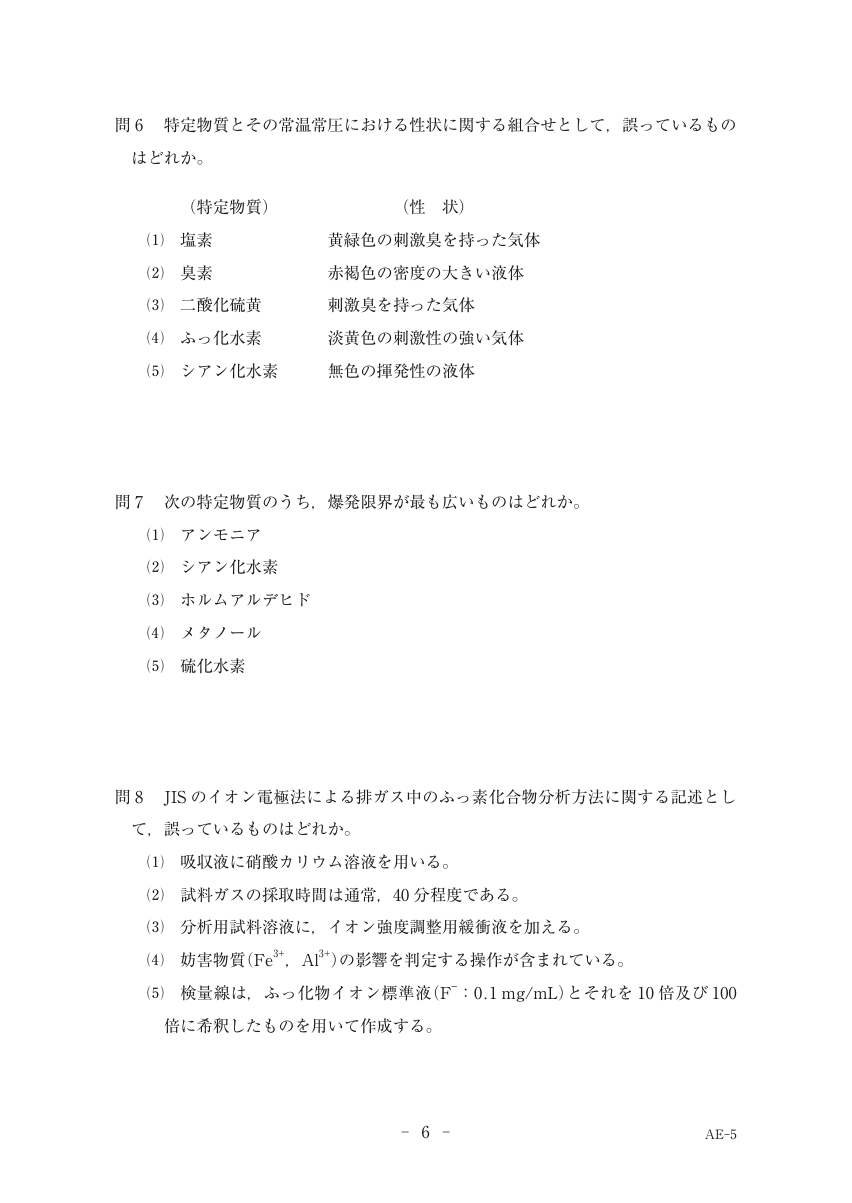 問6　特定物質とその常温常圧における性状に関する組合せとして，誤っているもの
はどれか。
（特定物質）　（性　状）
⑴　塩素　黄緑色の刺激臭を持った気体
⑵　臭素　赤褐色の密度の大きい液体
⑶　二酸化硫黄　刺激臭を持った気体
⑷　ふっ化水素　淡黄色の刺激性の強い気体
⑸　シアン化水素　無色の揮発性の液体
問7　次の特定物質のうち，爆発限界が最も広いものはどれか。
⑴　アンモニア
⑵　シアン化水素
⑶　ホルムアルデヒド
⑷　メタノール
⑸　硫化水素
問8　JISのイオン電極法による排ガス中のふっ素化合物分析方法に関する記述とし
て，誤っているものはどれか。
⑴　吸収液に硝酸カリウム溶液を用いる。
⑵　試料ガスの採取時間は通常，40分程度である。
⑶　分析用試料溶液に，イオン強度調整用緩衝液を加える。
⑷　妨害物質（Fe³⁺，Al³⁺）の影響を判定する操作が含まれている。
⑸　検量線は，ふっ化物イオン標準液（F⁻：0.1 mg/mL）とそれを10倍及び100
倍に希釈したものを用いて作成する。
– 6 –
AE–5